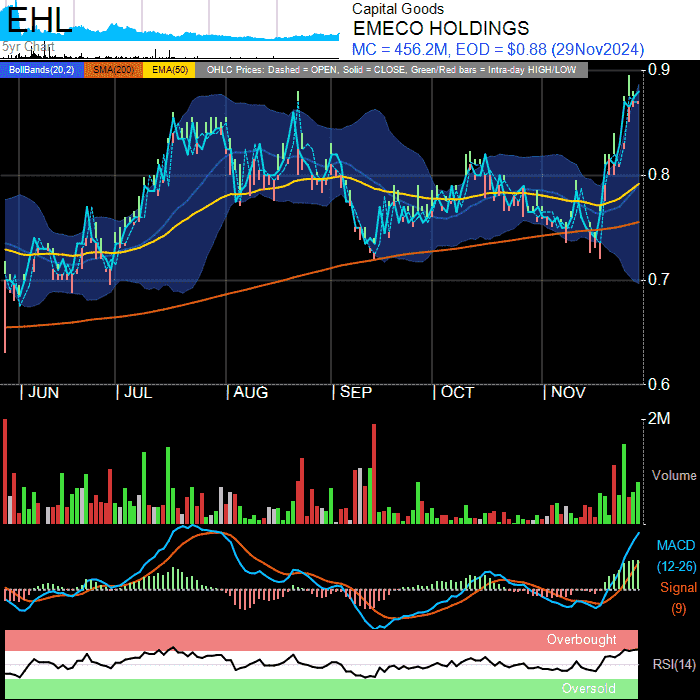 EHL
5yr Chart
Capital Goods
EMECO HOLDINGS
MC = 456.2M, EOD = $0.88 (29Nov2024)
BollBands(20,2) SMA(200) EMA(50) OHLC Prices: Dashed = OPEN, Solid = CLOSE, Green/Red bars = Intra-day HIGH/LOW
0.9
0.8
0.7
0.6
JUN JUL AUG SEP OCT NOV
2M
Volume
MACD
(12-26)
Signal
(9)
Overbought
RSI(14)
Oversold